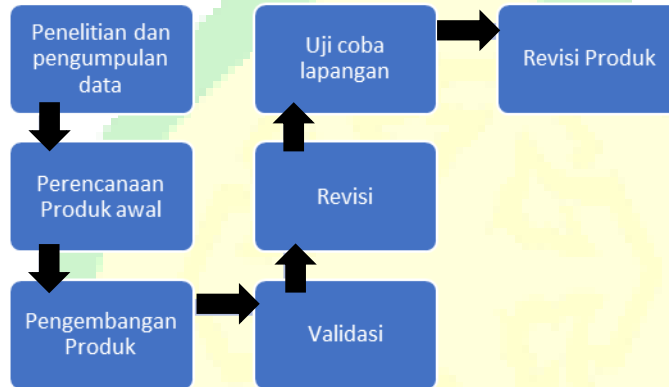 Penelitian dan
pengumpulan
data
Perencanaan
Produk awal
Pengembangan
Produk
Validasi
Revisi
Uji coba
lapangan
Revisi Produk